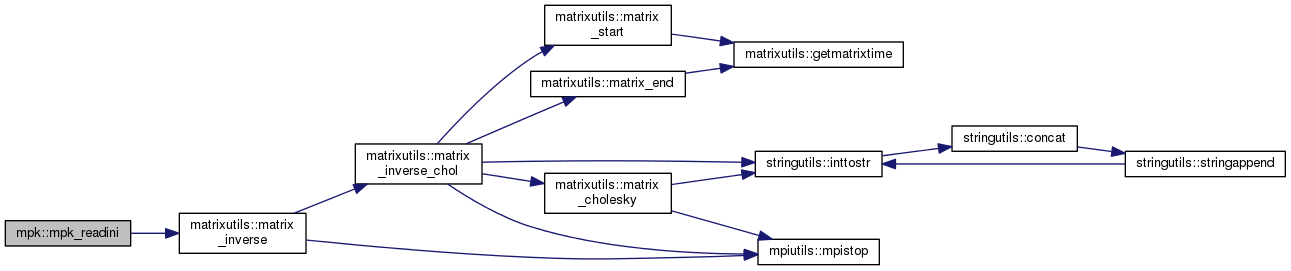 matrixutils::matrix
_start
matrixutils::getmatrixtime
matrixutils::matrix_end
stringutils::concat
matrixutils::matrix
_inverse_chol
stringutils::inttostr
stringutils::stringappend
matrixutils::matrix
_cholesky
mpk::mpk_readini
matrixutils::matrix
_inverse
mpiutils::mpistop